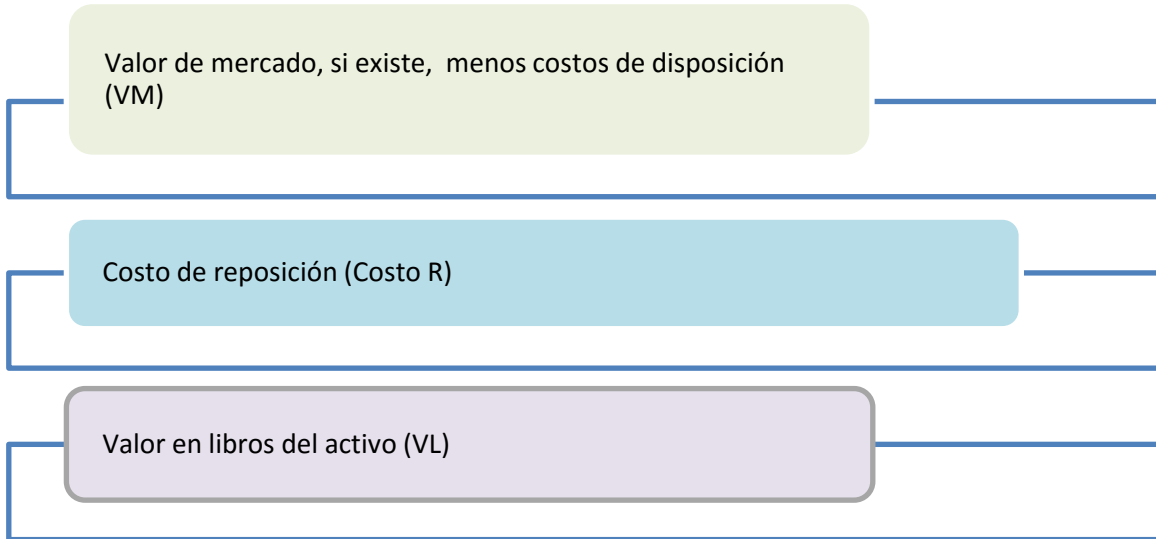 Valor de mercado, si existe, menos costos de disposición
(VM)
Costo de reposición (Costo R)
Valor en libros del activo (VL)